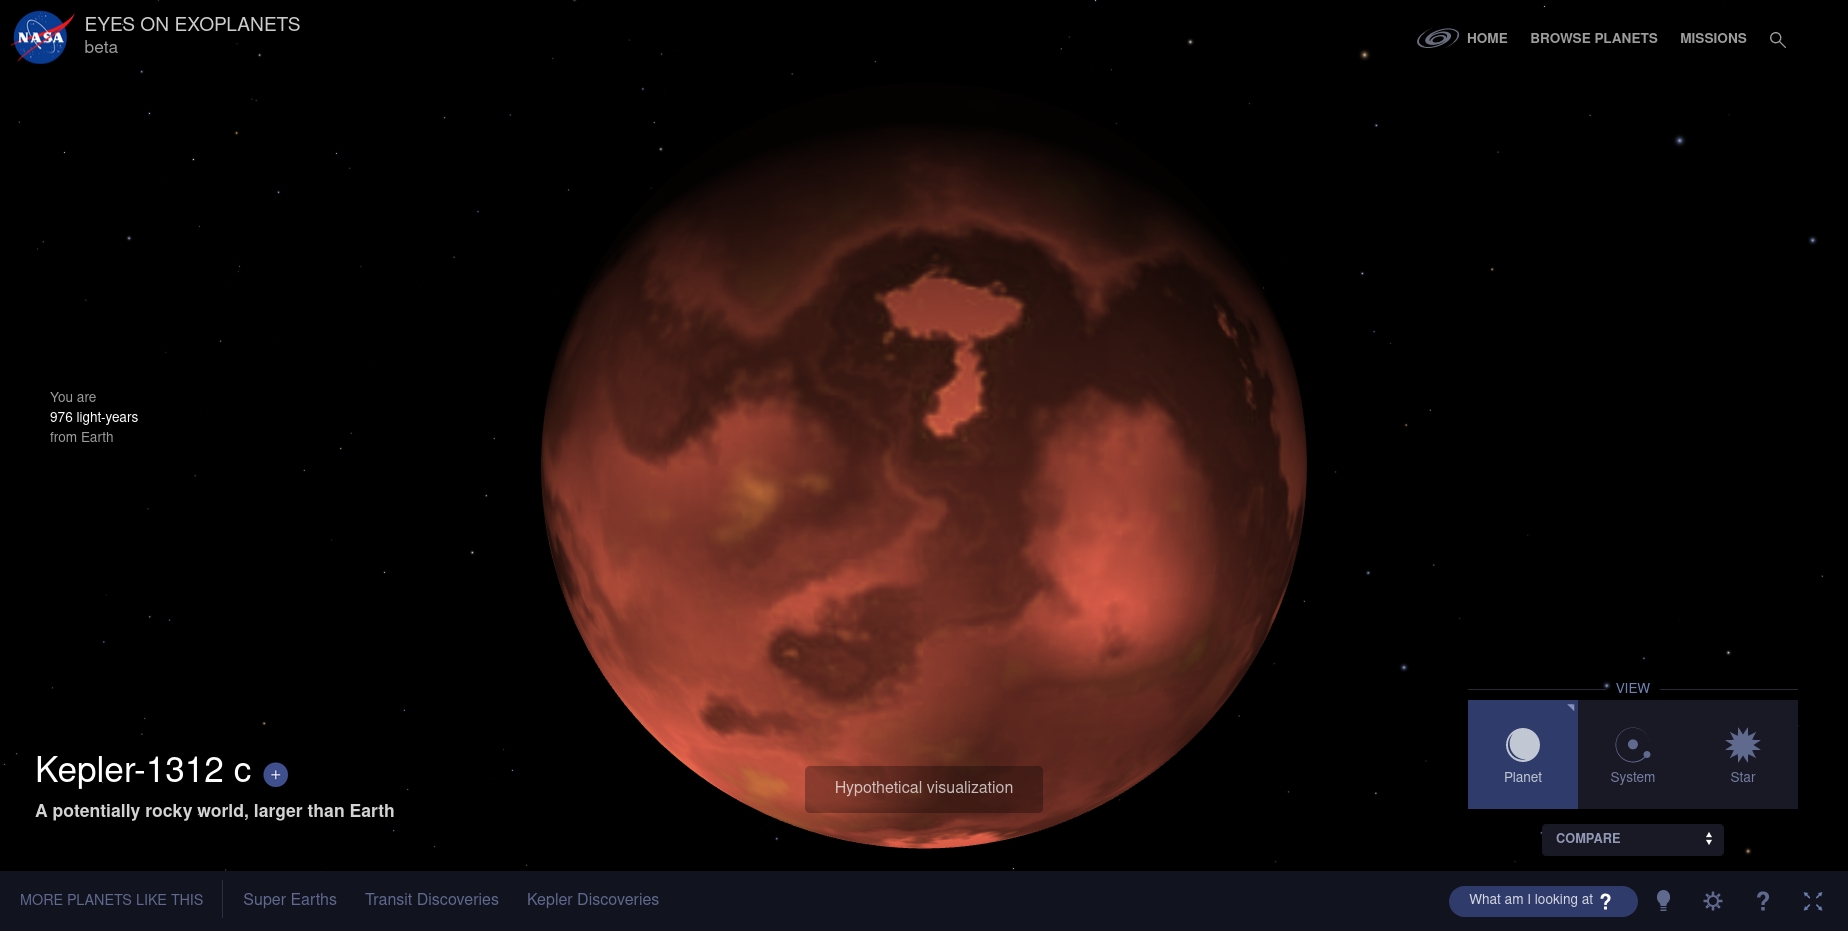 NASA
EYES ON EXOPLANETS
beta
HOME
BROWSE PLANETS
MISSIONS
You are
976 light-years
from Earth
VIEW
Planet
System
Star
COMPARE
Kepler-1312 c +
A potentially rocky world, larger than Earth
Hypothetical visualization
MORE PLANETS LIKE THIS
Super Earths
Transit Discoveries
Kepler Discoveries
What am I looking at ?
?